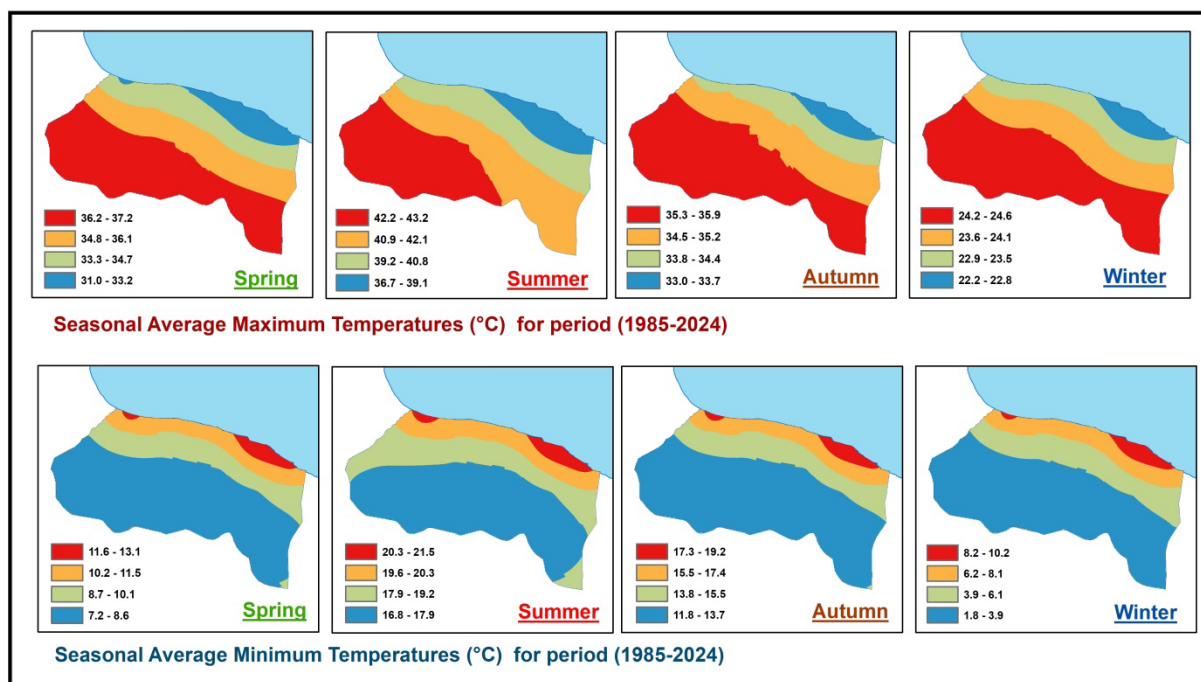 36.2 - 37.2
34.8 - 36.1
33.3 - 34.7
31.0 - 33.2
Spring
42.2 - 43.2
40.9 - 42.1
39.2 - 40.8
36.7 - 39.1
Summer
35.3 - 35.9
34.5 - 35.2
33.8 - 34.4
33.0 - 33.7
Autumn
24.2 - 24.6
23.6 - 24.1
22.9 - 23.5
22.2 - 22.8
Winter
Seasonal Average Maximum Temperatures (°C) for period (1985-2024)
11.6 - 13.1
10.2 - 11.5
8.7 - 10.1
7.2 - 8.6
Spring
20.3 - 21.5
19.6 - 20.3
17.9 - 19.2
16.8 - 17.9
Summer
17.3 - 19.2
15.5 - 17.4
13.8 - 15.5
11.8 - 13.7
Autumn
8.2 - 10.2
6.2 - 8.1
3.9 - 6.1
1.8 - 3.9
Winter
Seasonal Average Minimum Temperatures (°C) for period (1985-2024)